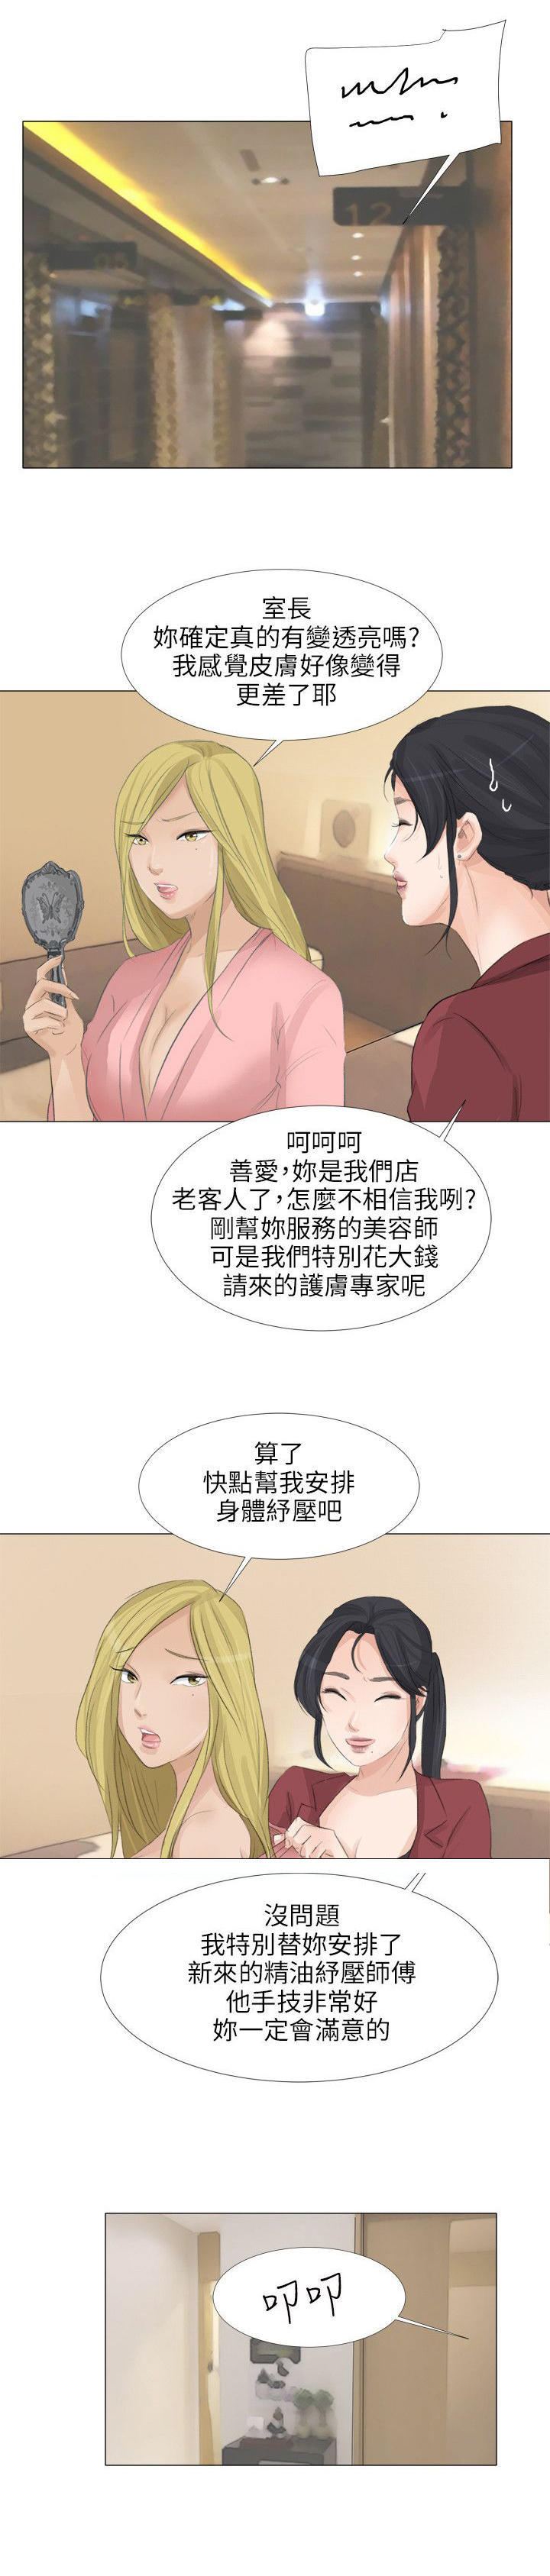 12
05
室長
妳確定真的有變透亮嗎?
我感覺皮膚好像變得
更差了耶
呵呵呵
善愛,妳是我們店
老客人了,怎麼不相信我咧?
剛幫妳服務的美容師
可是我們特別花大錢
請來的護膚專家呢
算了
快點幫我安排
身體紓壓吧
沒問題
我特別替妳安排了
新來的精油紓壓師傅
他手技非常好
妳一定會滿意的
叩叩